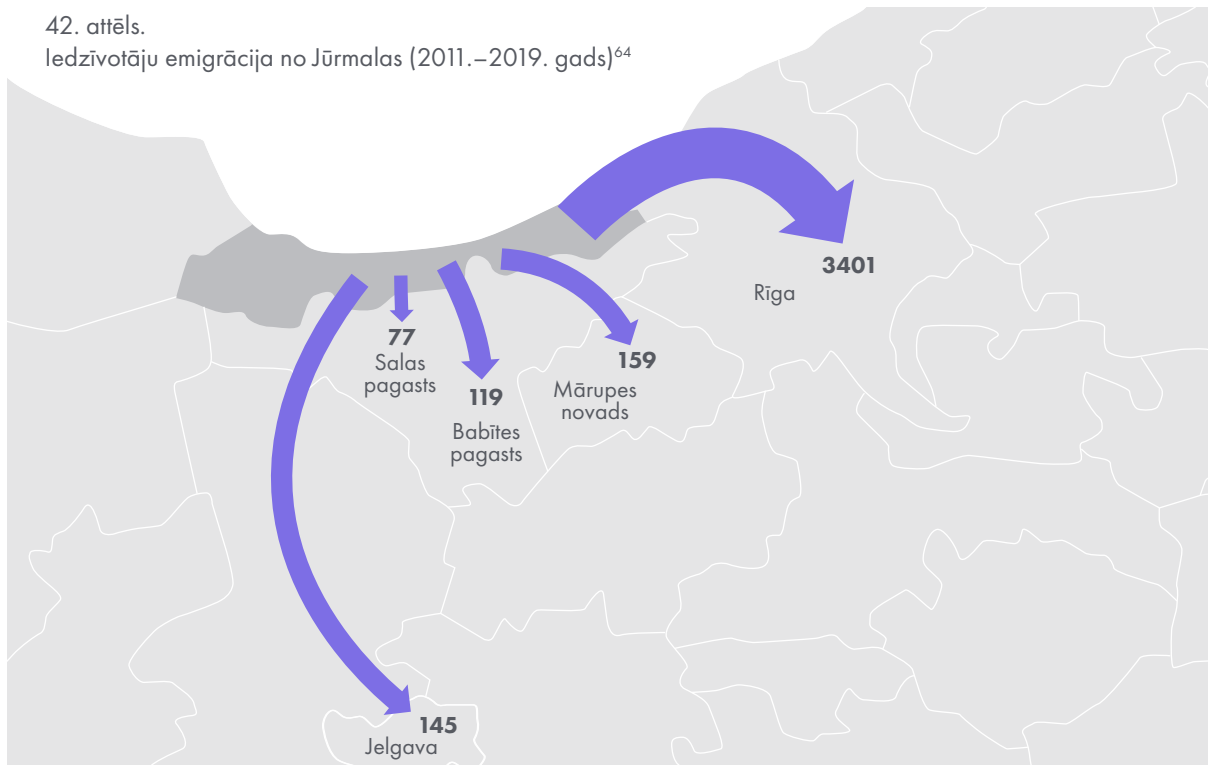 42. attēls.
Iedzīvotāju emigrācija no Jūrmalas (2011.–2019. gads)64
3401
Rīga
77
Salas
pagasts
119
Babītes
pagasts
159
Mārupes
novads
145
Jelgava